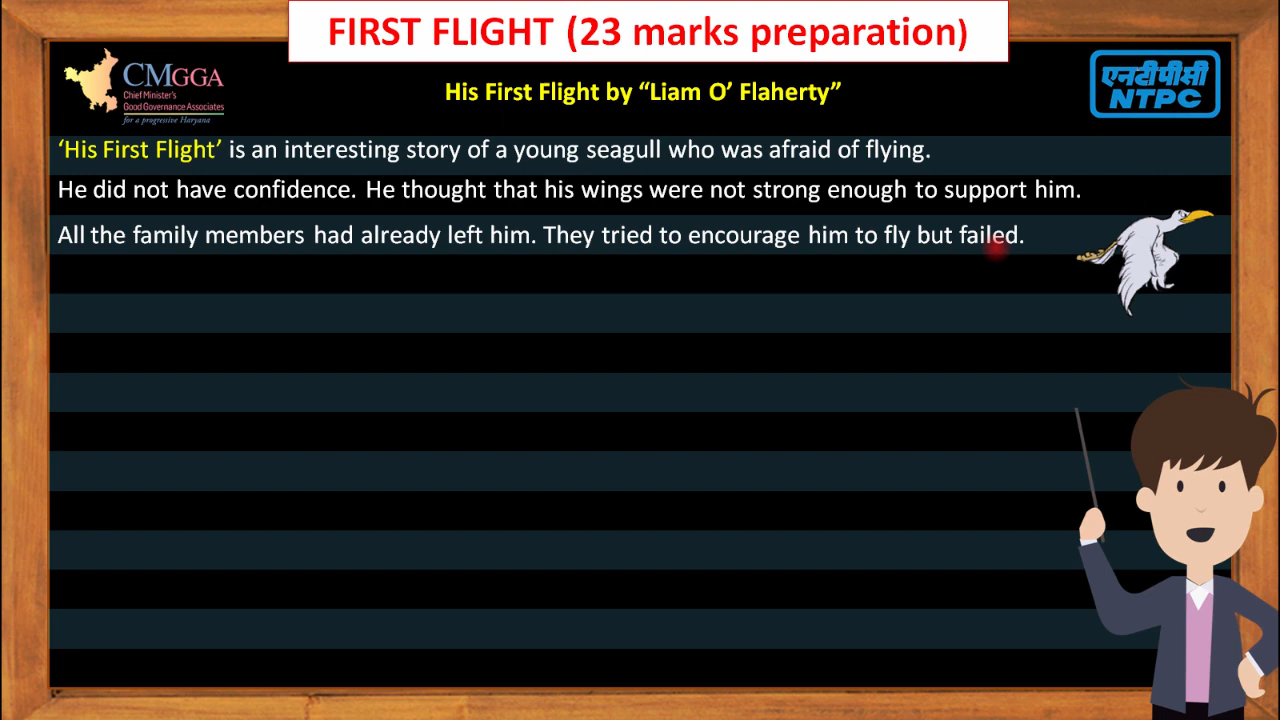 FIRST FLIGHT (23 marks preparation)
CMGGA
Chief Minister's
Good Governance Associates
for a progressive Haryana
His First Flight by “Liam O’ Flaherty”
एनटीपीसी
NTPC
‘His First Flight’ is an interesting story of a young seagull who was afraid of flying.
He did not have confidence. He thought that his wings were not strong enough to support him.
All the family members had already left him. They tried to encourage him to fly but failed.